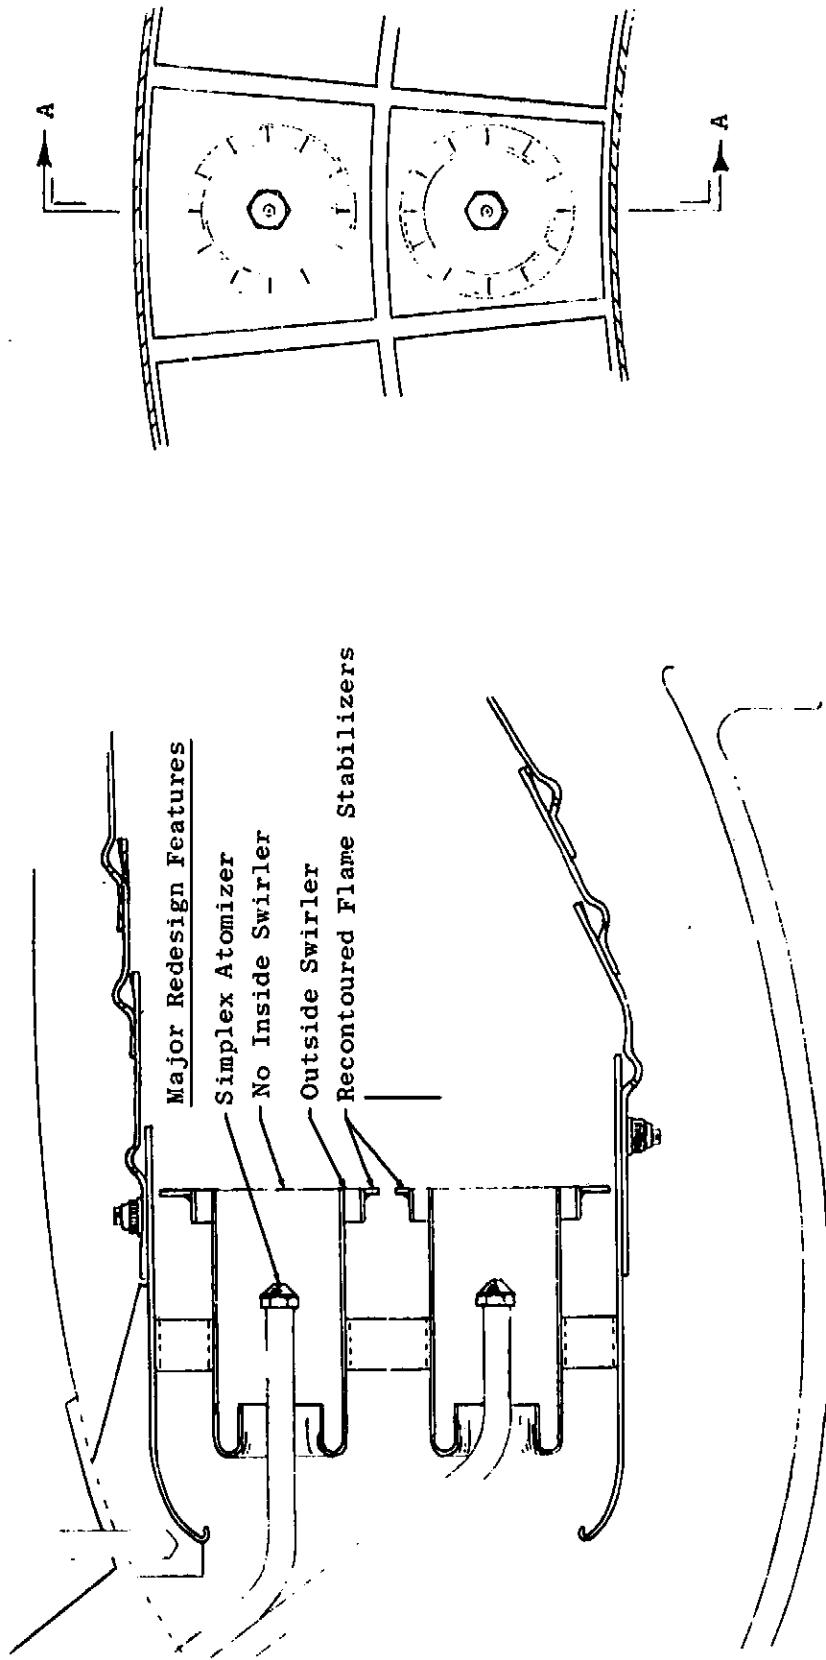 Major Redesign Features
Simplex Atomizer
No Inside Swirler
Outside Swirler
Recontoured Flame Stabilizers
A
A